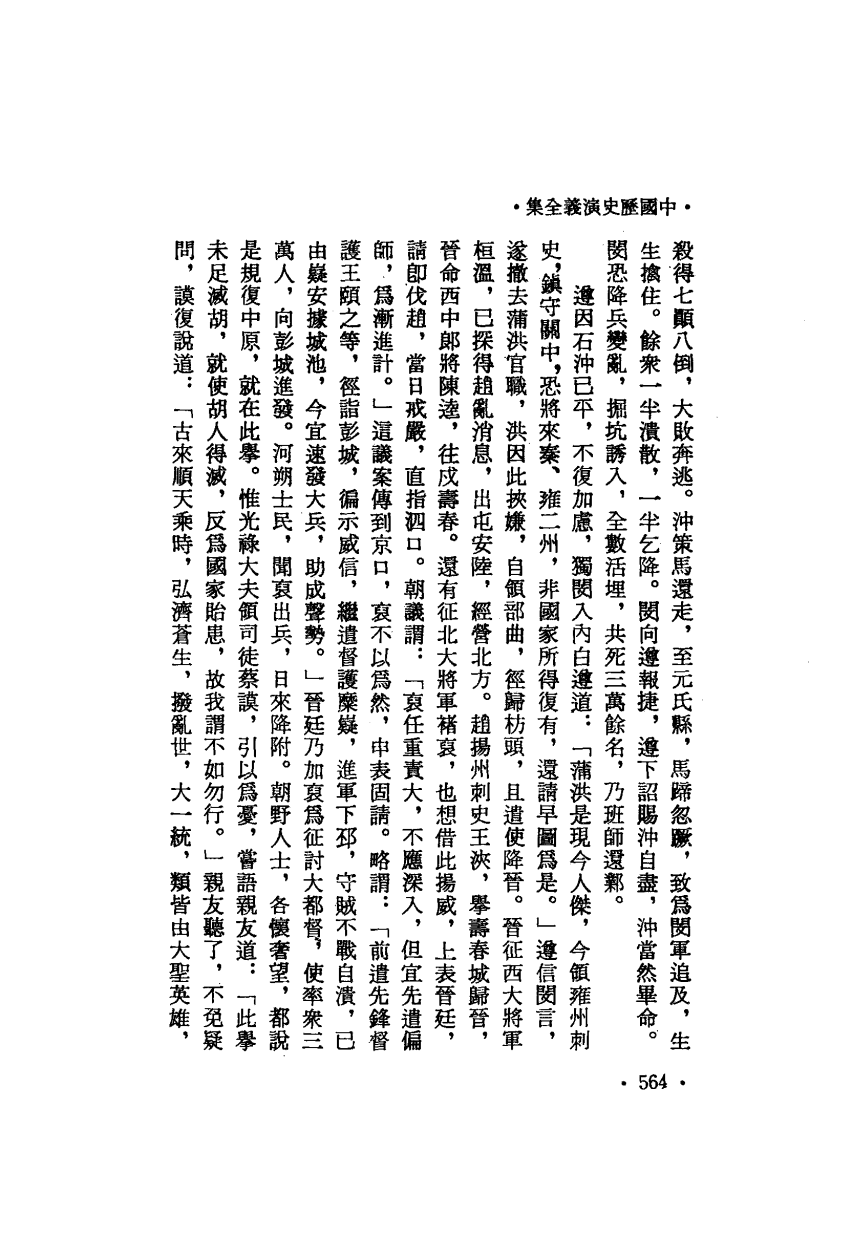 ·中國歷史演義全集·
殺得七顚八倒，大敗奔逃。沖策馬還走，至元氏縣，馬蹄忽蹶，致爲閔軍追及，生
生擒住。餘衆一半潰散，一半乞降。閔向遵報捷，遵下詔賜沖自盡，沖當然畢命。
閔恐降兵變亂，掘坑誘入，全數活埋，共死三萬餘名，乃班師還鄴。
遵因石沖已平，不復加慮，獨閔入內白遵道：「蒲洪是現今人傑，今領雍州刺
史，鎭守關中，恐將來秦、雍二州，非國家所得復有，還請早圖爲是。」遵信閔言，
遂撤去蒲洪官職，洪因此挾嫌，自領部曲，徑歸枋頭，且遣使降晉。晉征西大將軍
桓溫，已探得趙亂消息，出屯安陸，經營北方。趙揚州刺史王浹，擧壽春城歸晉，
晉命西中郞將陳逵，往戍壽春。還有征北大將軍褚裒，也想借此揚威，上表晉廷，
請卽伐趙，當日戒嚴，直指泗口。朝議謂：「裒任重責大，不應深入，但宜先遣偏
師，爲漸進計。」這議案傳到京口，裒不以爲然，申表固請。略謂：「前遣先鋒督
護王頤之等，徑詣彭城，徧示威信，繼遣督護麋嶷，進軍下邳，守賊不戰自潰，已
由嶷安據城池，今宜速發大兵，助成聲勢。」晉廷乃加裒爲征討大都督，使率衆三
萬人，向彭城進發。河朔士民，聞裒出兵，日來降附。朝野人士，各懷奢望，都說
是規復中原，就在此擧。惟光祿大夫領司徒蔡謨，引以爲憂，嘗語親友道：「此擧
未足滅胡，就使胡人得滅，反爲國家貽患，故我謂不如勿行。」親友聽了，不免疑
問，謨復說道：「古來順天乘時，弘濟蒼生，撥亂世，大一統，類皆由大聖英雄，
·564·